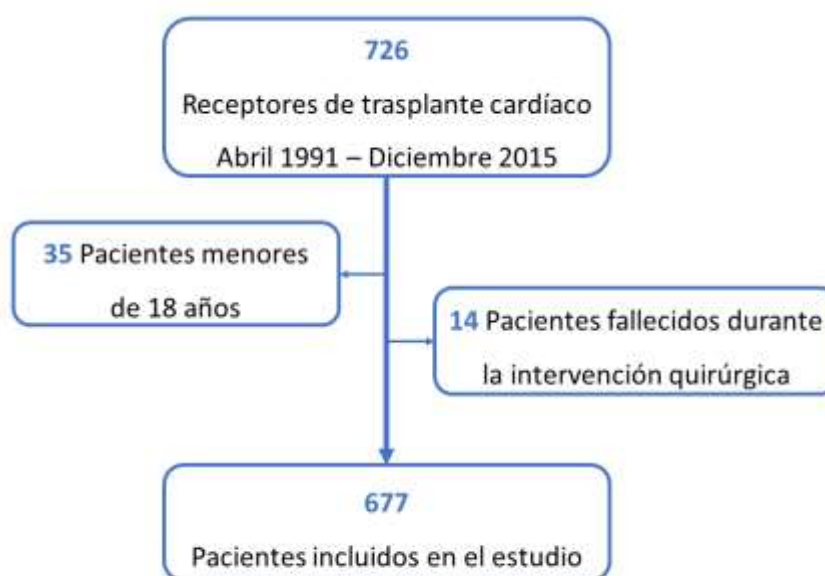 726
Receptores de trasplante cardíaco
Abril 1991 – Diciembre 2015
35 Pacientes menores
de 18 años
14 Pacientes fallecidos durante
la intervención quirúrgica
677
Pacientes incluidos en el estudio